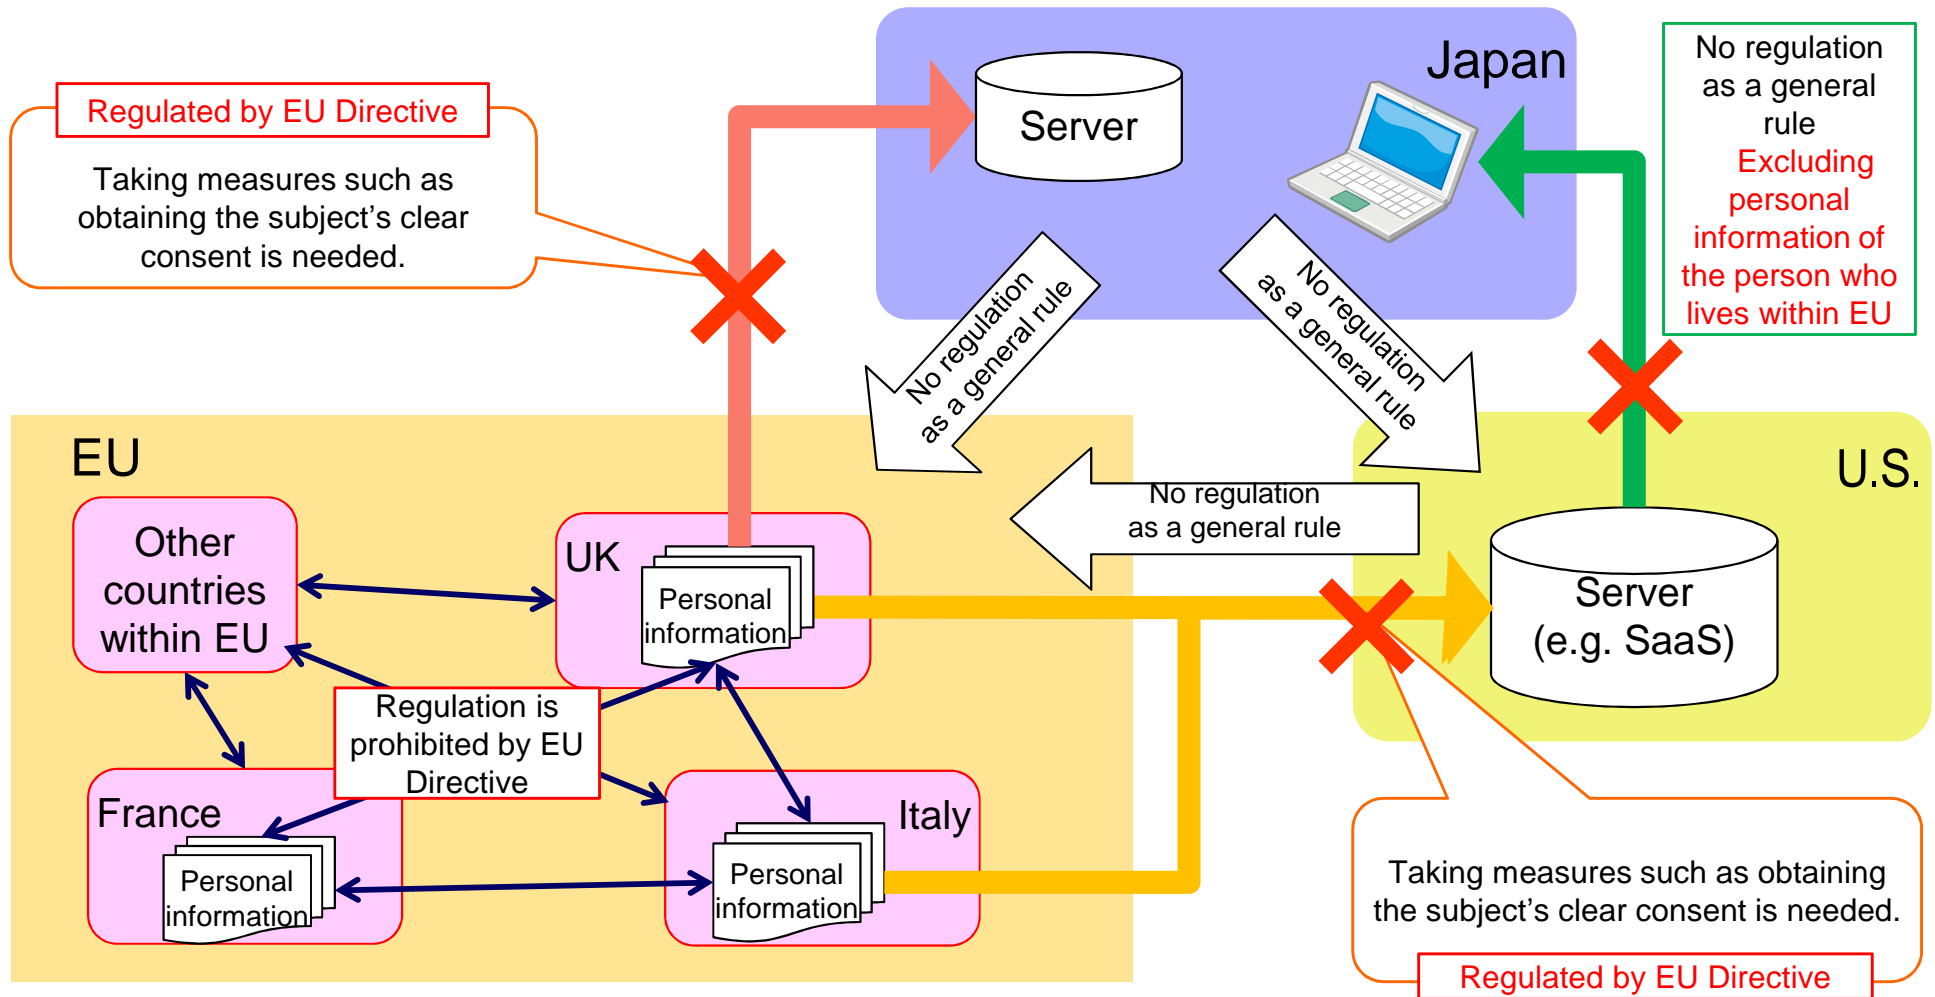 Regulated by EU Directive
Taking measures such as
obtaining the subject's clear
consent is needed.
Japan
Server
No regulation
as a general
rule
Excluding
personal
information of
the person who
lives within EU
No regulation
as a general rule
No regulation
as a general rule
EU
U.S.
No regulation
as a general rule
Other
countries
within EU
UK
Personal
information
Server
(e.g. SaaS)
Regulation is
prohibited by EU
Directive
France
Personal
information
Italy
Personal
information
Taking measures such as obtaining
the subject's clear consent is needed.
Regulated by EU Directive